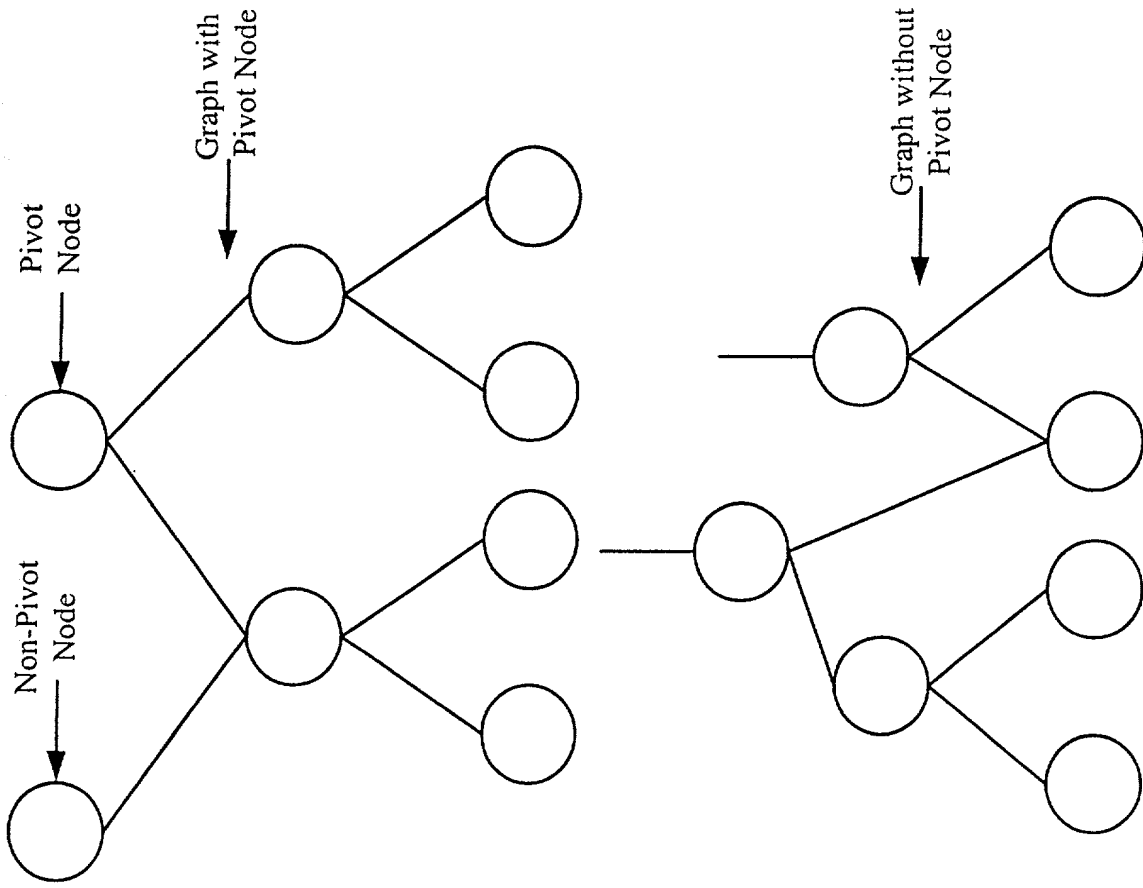 Non-Pivot
Node
Pivot
Node
Graph with
Pivot Node
Graph without
Pivot Node